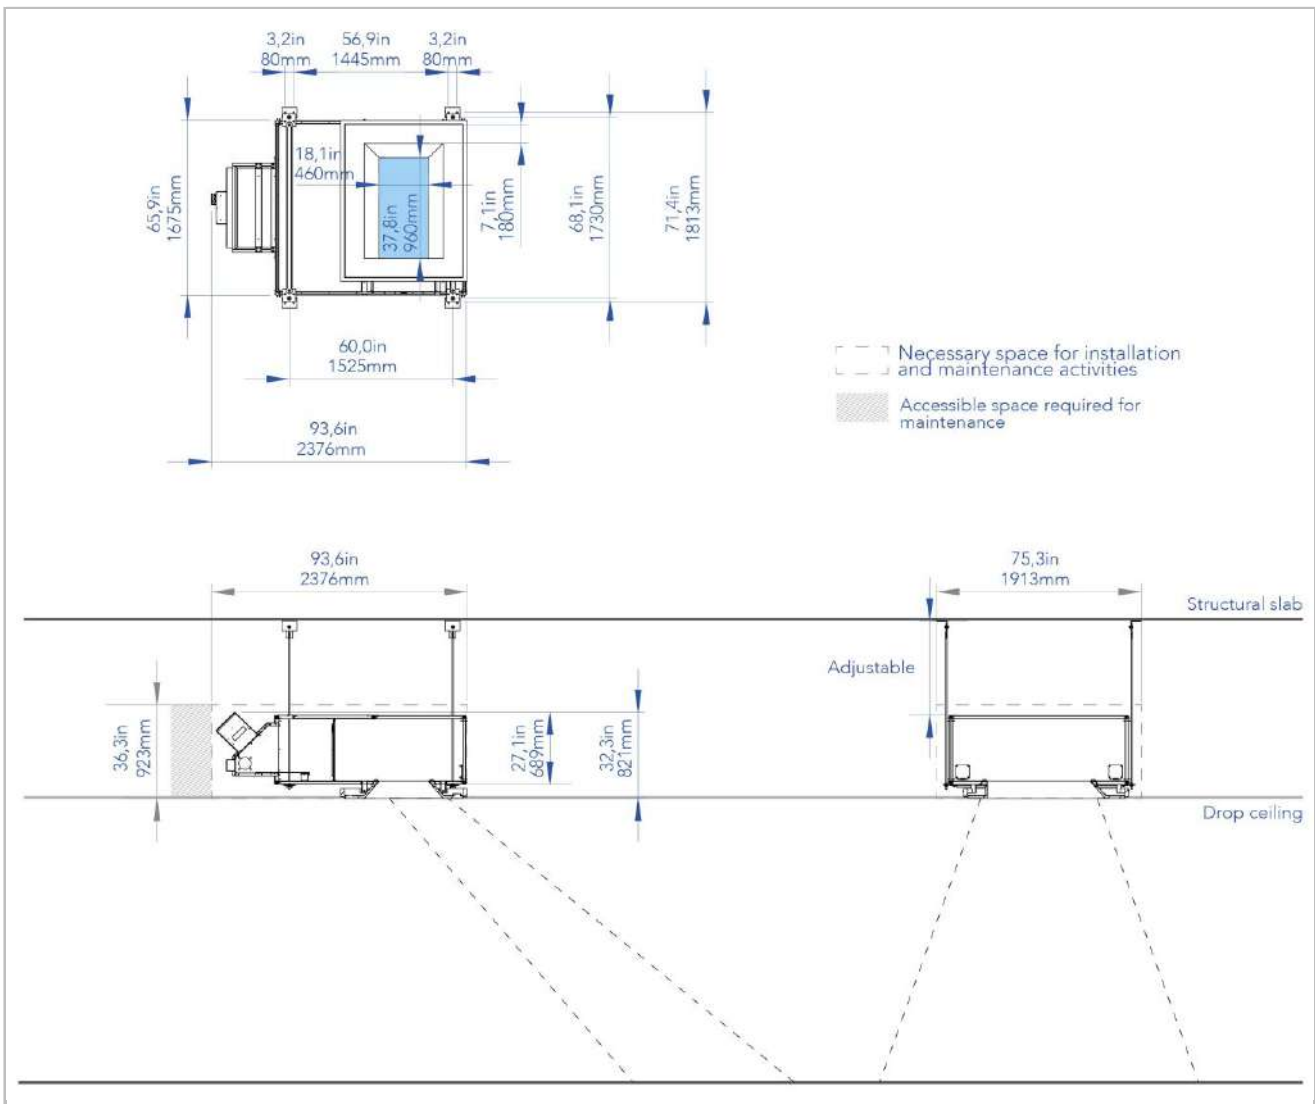 3,2in
80mm
56,9in
1445mm
3,2in
80mm
65,9in
1675mm
18,1in
460mm
37,8in
960mm
7,1in
180mm
68,1in
1730mm
71,4in
1813mm
60,0in
1525mm
93,6in
2376mm
Necessary space for installation
and maintenance activities
Accessible space required for
maintenance
93,6in
2376mm
75,3in
1913mm
Structural slab
Adjustable
36,3in
923mm
27,1in
689mm
32,3in
821mm
Drop ceiling